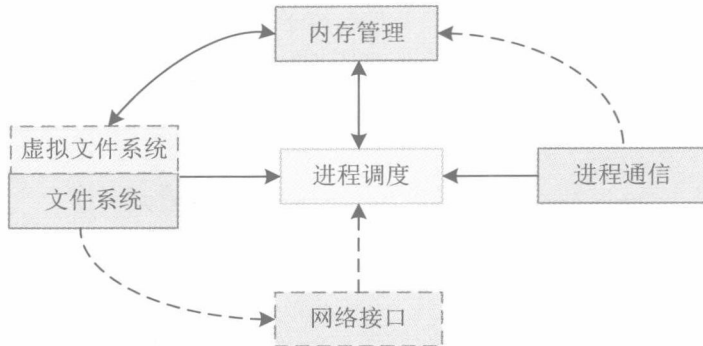 内存管理
虚拟文件系统
文件系统
进程调度
进程通信
网络接口